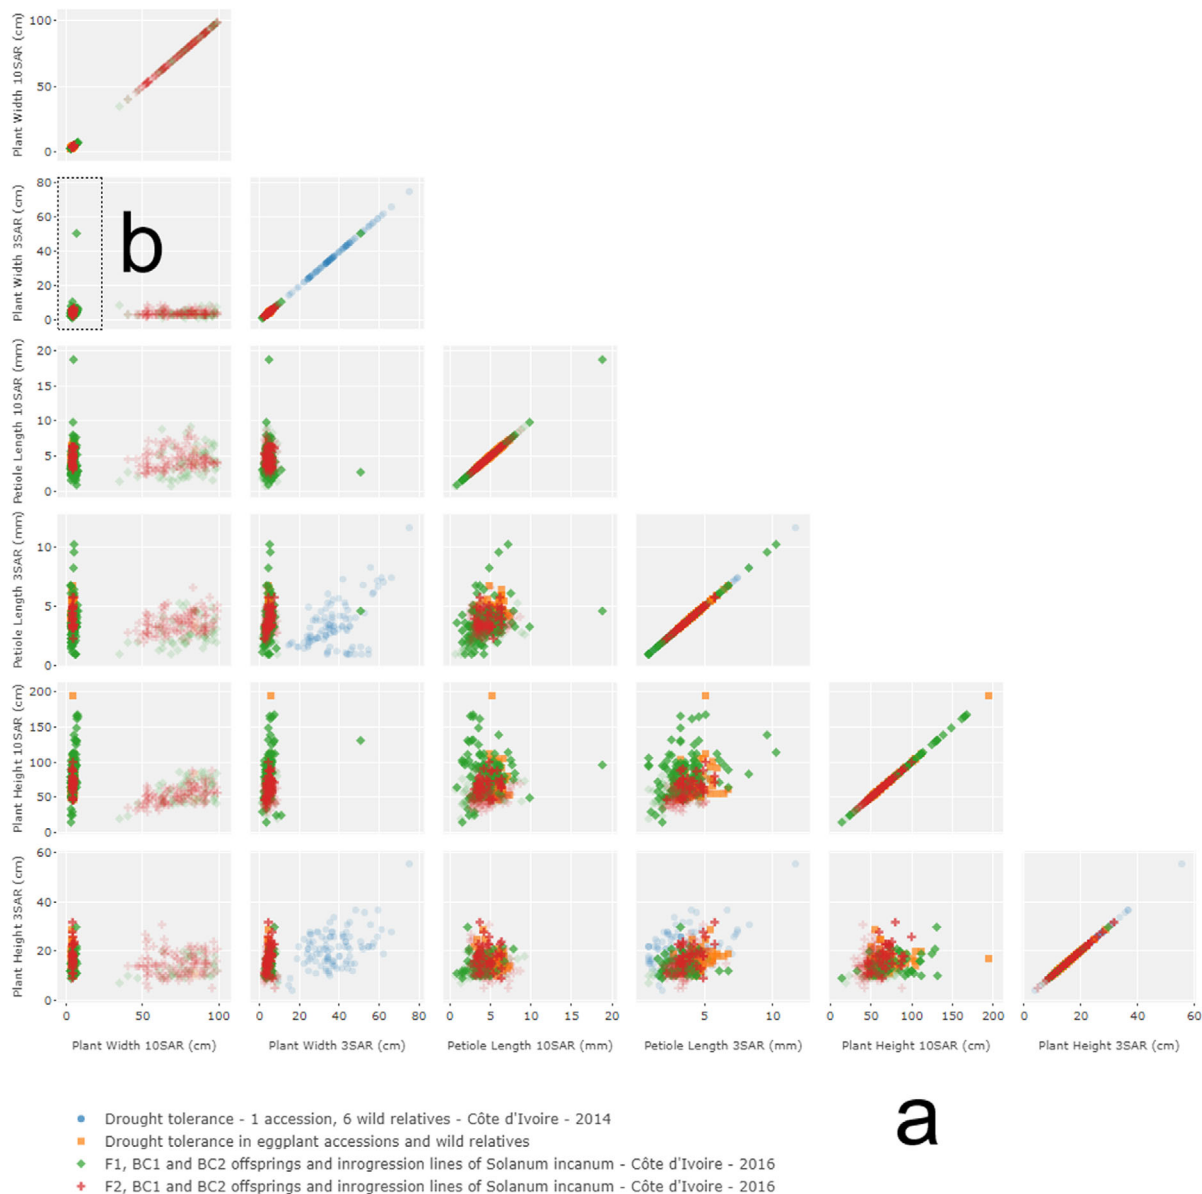 Plant Width 10SAR (cm)
100
50
0
b
Plant Width 3SAR (cm)
80
60
40
20
0
Petiole Length 10SAR (mm)
20
15
10
5
0
Petiole Length 3SAR (mm)
10
5
0
Plant Height 10SAR (cm)
200
150
100
50
0
Plant Height 3SAR (cm)
60
40
20
0
0 50 100 0 20 40 60 80 0 5 10 15 20 5 10 0 50 100 150 200 0 20 40 60
Plant Width 10SAR (cm) Plant Width 3SAR (cm) Petiole Length 10SAR (mm) Petiole Length 3SAR (mm) Plant Height 10SAR (cm) Plant Height 3SAR (cm)
a
Drought tolerance - 1 accession, 6 wild relatives - Côte d'Ivoire - 2014
Drought tolerance in eggplant accessions and wild relatives
F1, BC1 and BC2 offsprings and inrogression lines of Solanum incanum - Côte d'Ivoire - 2016
F2, BC1 and BC2 offsprings and inrogression lines of Solanum incanum - Côte d'Ivoire - 2016